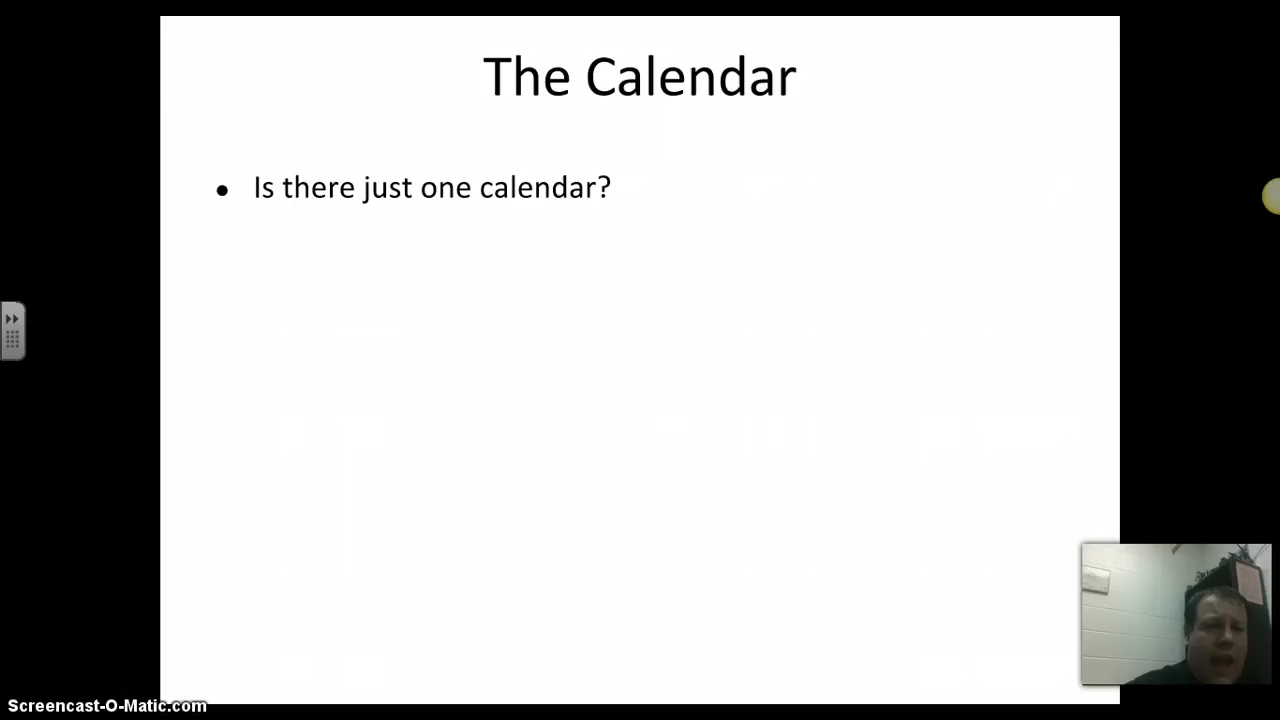 The Calendar
• Is there just one calendar?
Screencast-O-Matic.com